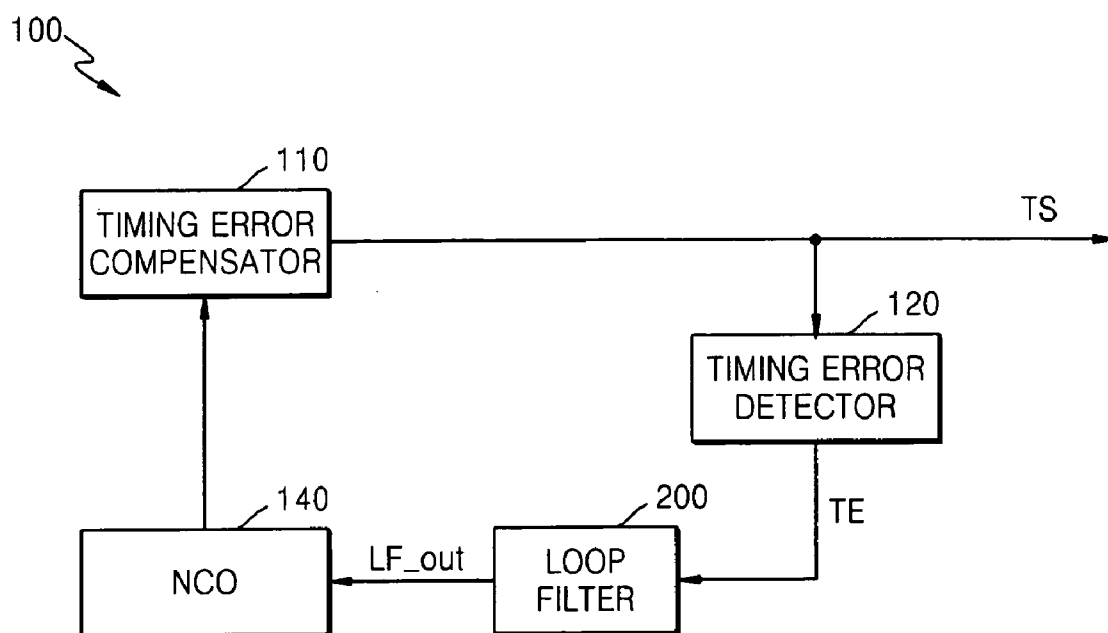 100
110
TIMING ERROR
COMPENSATOR
TS
120
TIMING ERROR
DETECTOR
TE
200
LOOP
FILTER
LF_out
140
NCO